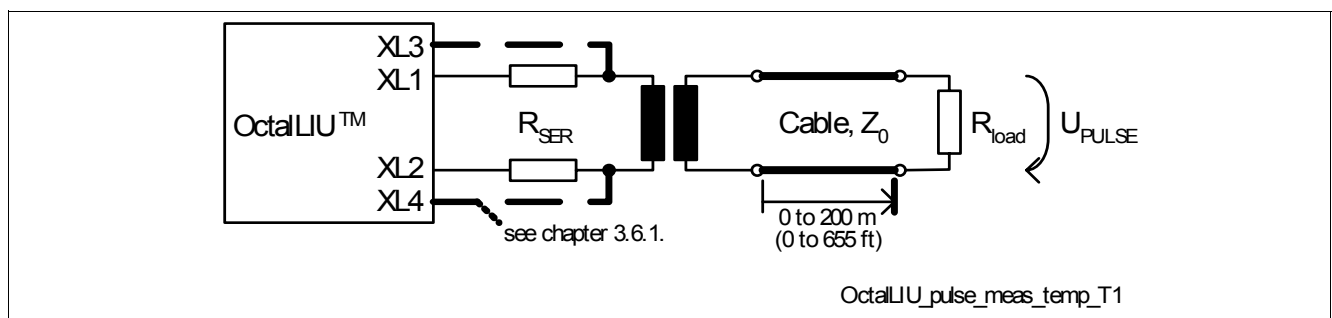 XL3
XL1
OctalLIU™
R_SER
Cable, Z_0
R_load
U_PULSE
XL2
XL4
see chapter 3.6.1.
0 to 200 m
(0 to 655 ft)
OctalLIU_pulse_meas_temp_T1